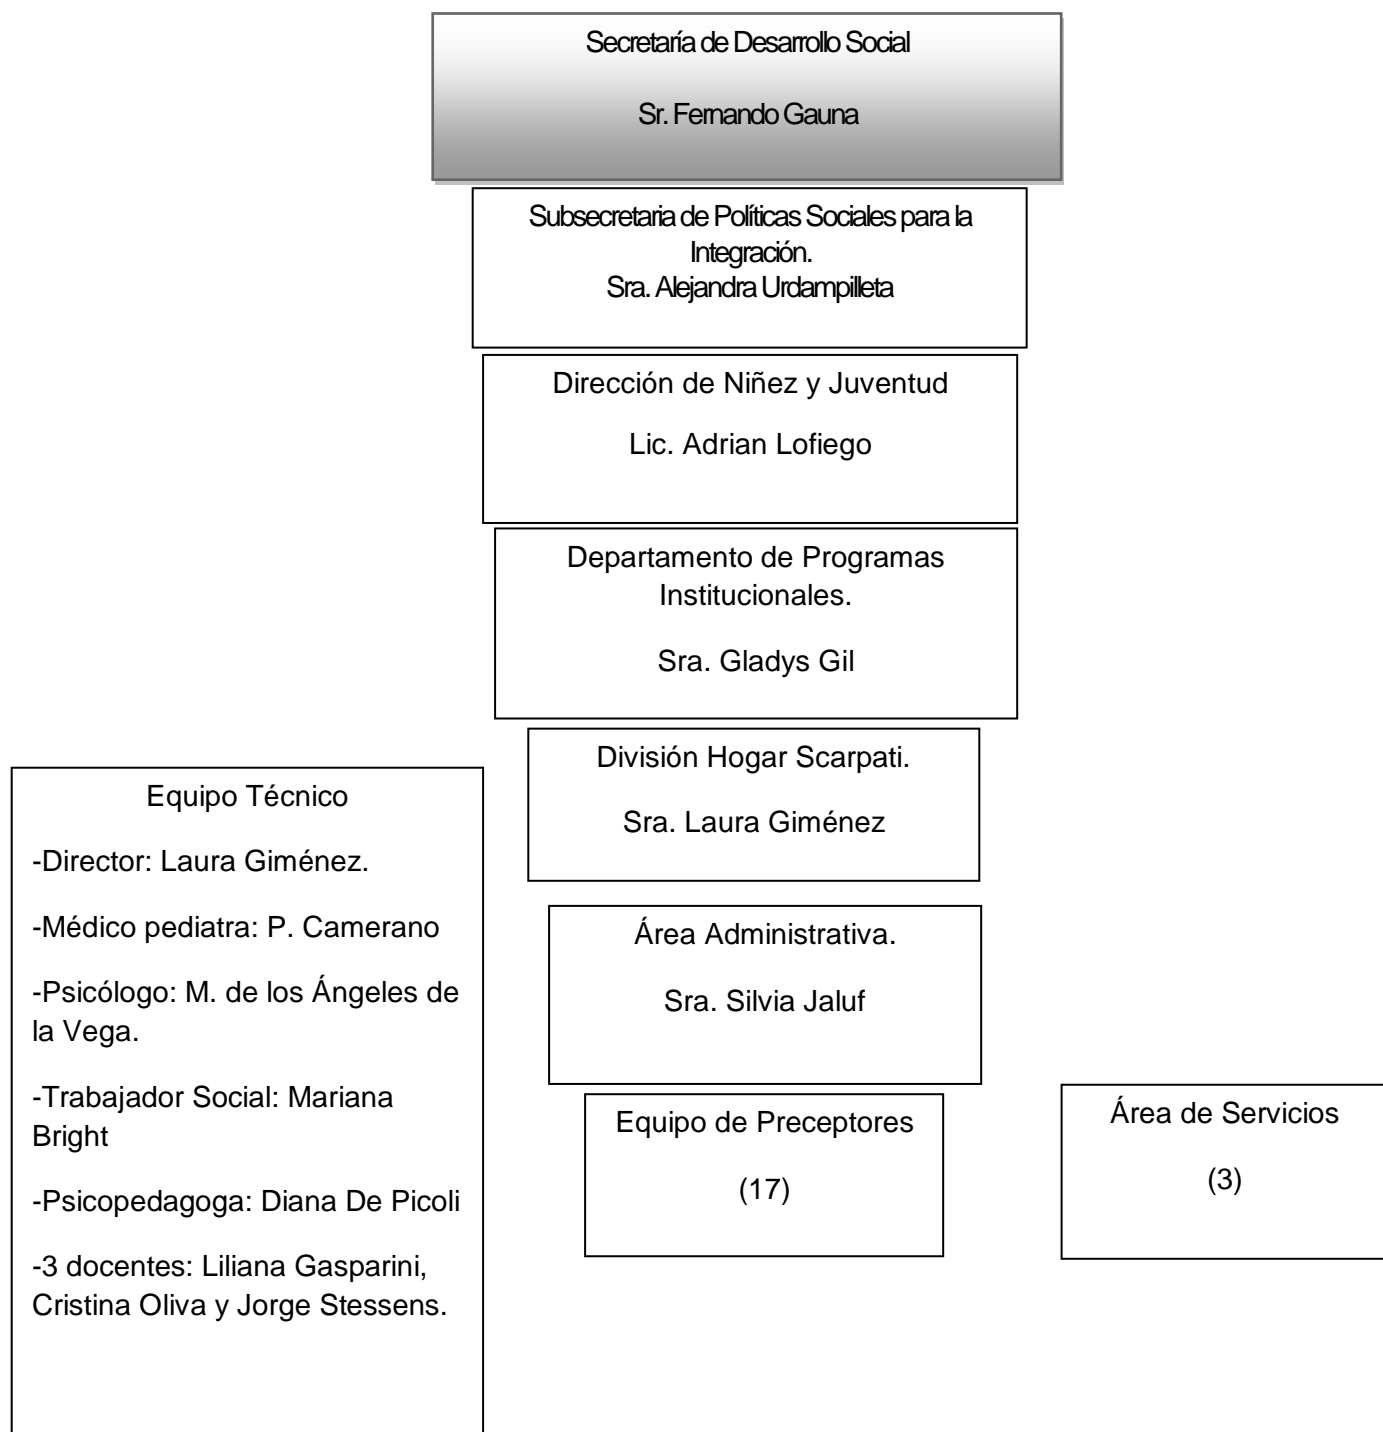 Secretaría de Desarrollo Social
Sr. Fernando Gauna
Subsecretaria de Políticas Sociales para la
Integración.
Sra. Alejandra Urdampilleta
Dirección de Niñez y Juventud
Lic. Adrian Lofiego
Departamento de Programas
Institucionales.
Sra. Gladys Gil
División Hogar Scarpati.
Sra. Laura Giménez
Equipo Técnico
-Director: Laura Giménez.
-Médico pediatra: P. Camerano
-Psicólogo: M. de los Ángeles de
la Vega.
-Trabajador Social: Mariana
Bright
-Psicopedagoga: Diana De Picoli
-3 docentes: Liliana Gasparini,
Cristina Oliva y Jorge Stessens.
Área Administrativa.
Sra. Silvia Jaluf
Equipo de Preceptores
(17)
Área de Servicios
(3)